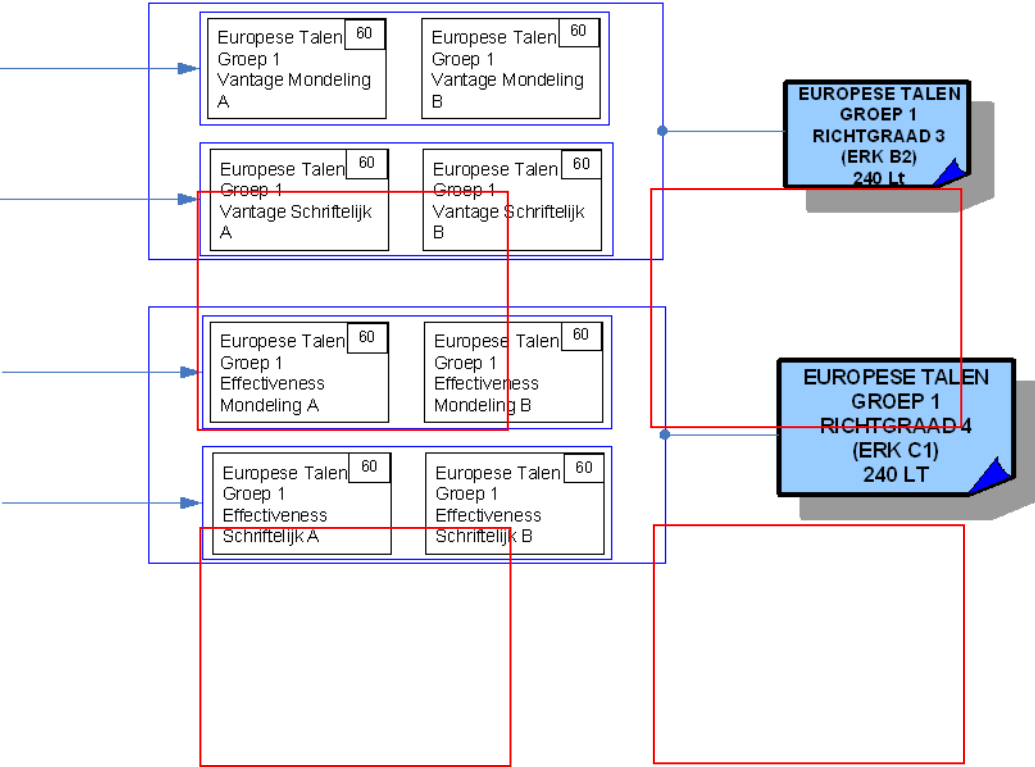 Europese Talen 60
Groep 1
Vantage Mondeling
A
Europese Talen 60
Groep 1
Vantage Mondeling
B
EUROPESE TALEN
GROEP 1
RICHTGRAAD 3
(ERK B2)
240 Lt
Europese Talen 60
Groep 1
Vantage Schriftelijk
A
Europese Talen 60
Groep 1
Vantage Schriftelijk
B
Europese Talen 60
Groep 1
Effectiveness
Mondeling A
Europese Talen 60
Groep 1
Effectiveness
Mondeling B
EUROPESE TALEN
GROEP 1
RICHTGRAAD 4
(ERK C1)
240 LT
Europese Talen 60
Groep 1
Effectiveness
Schriftelijk A
Europese Talen 60
Groep 1
Effectiveness
Schriftelijk B